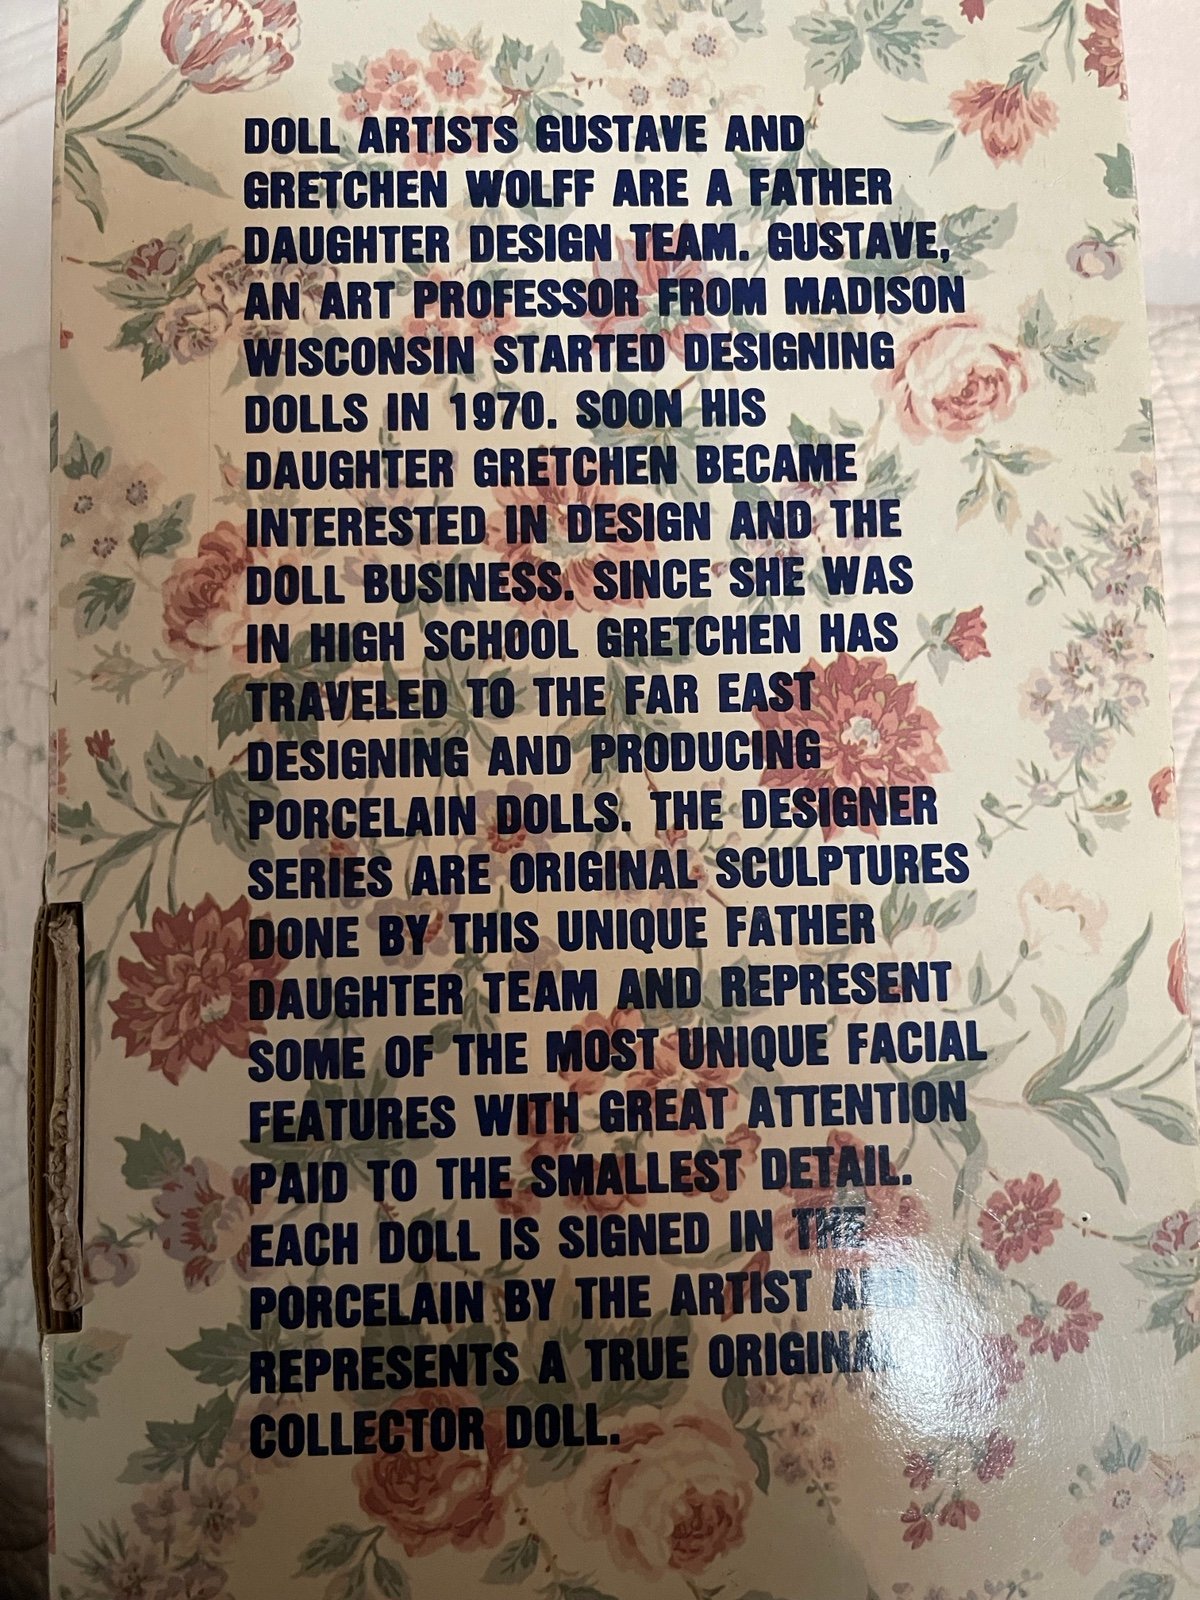 DOLL ARTISTS GUSTAVE AND
GRETCHEN WOLFF ARE A FATHER
DAUGHTER DESIGN TEAM. GUSTAVE,
AN ART PROFESSOR FROM MADISON
WISCONSIN STARTED DESIGNING
DOLLS IN 1970. SOON HIS
DAUGHTER GRETCHEN BECAME
INTERESTED IN DESIGN AND THE
DOLL BUSINESS. SINCE SHE WAS
IN HIGH SCHOOL GRETCHEN HAS
TRAVELED TO THE FAR EAST
DESIGNING AND PRODUCING
PORCELAIN DOLLS. THE DESIGNER
SERIES ARE ORIGINAL SCULPTURES
DONE BY THIS UNIQUE FATHER
DAUGHTER TEAM AND REPRESENT
SOME OF THE MOST UNIQUE FACIAL
FEATURES WITH GREAT ATTENTION
PAID TO THE SMALLEST DETAIL.
EACH DOLL IS SIGNED IN THE
PORCELAIN BY THE ARTIST AND
REPRESENTS A TRUE ORIGINAL
COLLECTOR DOLL.